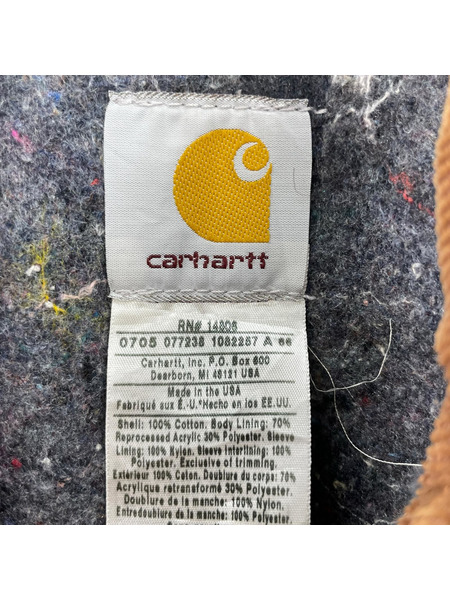 carhartt
RN# 14806
0705 077238 1082257 A 66
Carhartt, Inc. P.O. Box 600
Dearborn, MI 48121 USA
Made in the USA
Fabriqué aux É.-U.*Hecho en los EE.UU.
Shell: 100% Cotton. Body Lining: 70%
Reprocessed Acrylic 30% Polyester. Sleeve
Lining: 100% Nylon. Sleeve Interlining: 100%
Polyester. Exclusive of trimming.
Extérieur 100% Coton. Doublure du corps: 70%
Acrylique retransformé 30% Polyester
Doublure de la manche: 100% Nylon.
Entredoublure de la manche: 100% Polyester